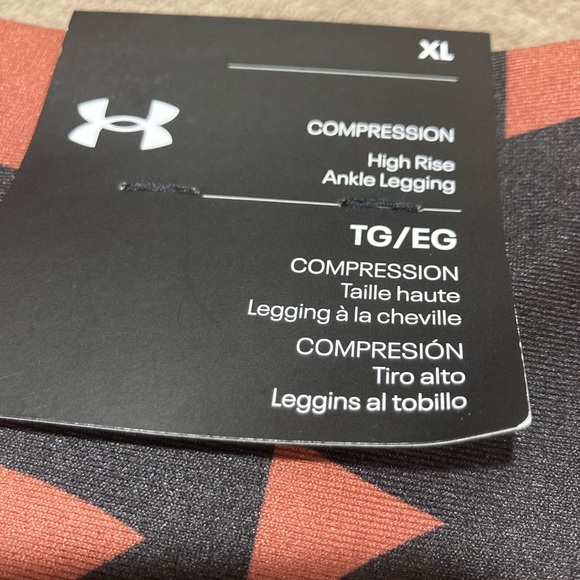 XL
COMPRESSION
High Rise
Ankle Legging
TG/EG
COMPRESSION
Taille haute
Legging à la cheville
COMPRESIÓN
Tiro alto
Leggins al tobillo